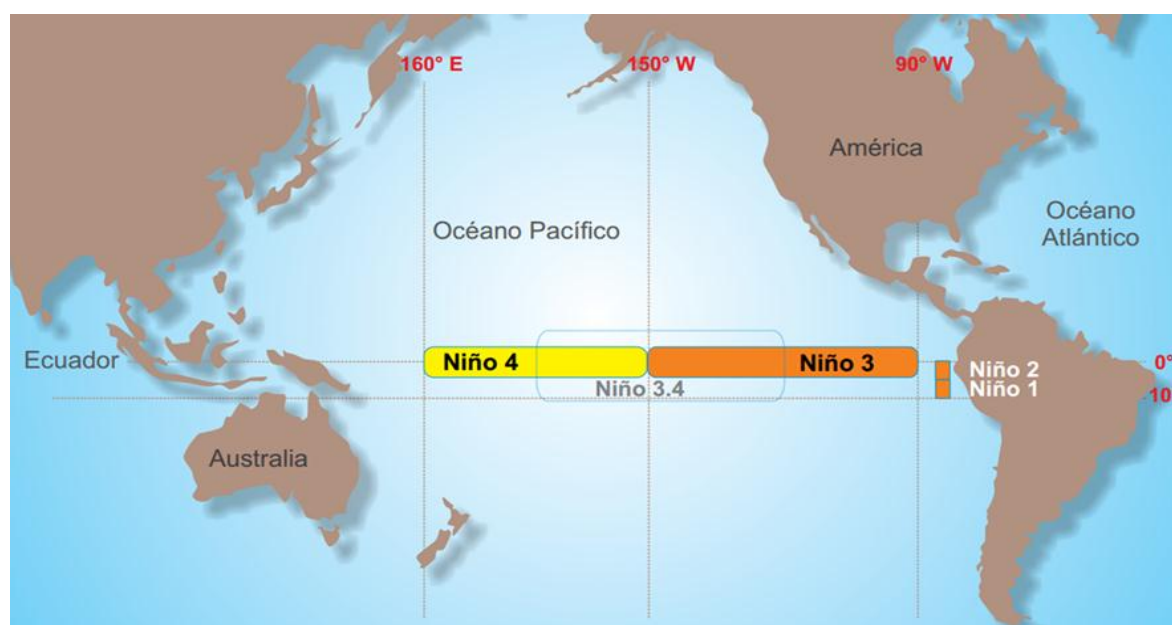 160° E
150° W
90° W
América
Océano Pacífico
Océano
Atlántico
Ecuador
Niño 4
Niño 3
Niño 2
0°
Niño 3.4
Niño 1
10
Australia